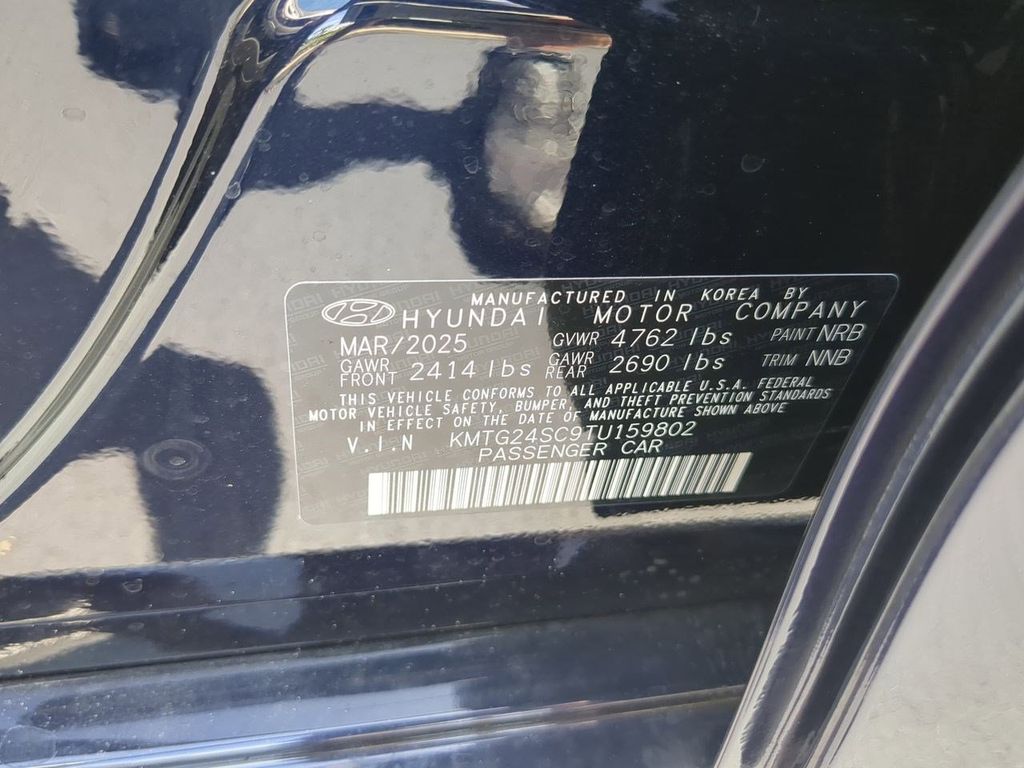 MANUFACTURED IN KOREA BY
HYUNDAI MOTOR COMPANY
MAR/2025 GVWR 4762 lbs PAINT NRB
GAWR FRONT 2414 lbs GAWR REAR 2690 lbs TRIM NNB
THIS VEHICLE CONFORMS TO ALL APPLICABLE U.S.A. FEDERAL
MOTOR VEHICLE SAFETY, BUMPER, AND THEFT PREVENTION STANDARDS
IN EFFECT ON THE DATE OF MANUFACTURE SHOWN ABOVE
V.I.N KMTG24SC9TU159802
PASSENGER CAR